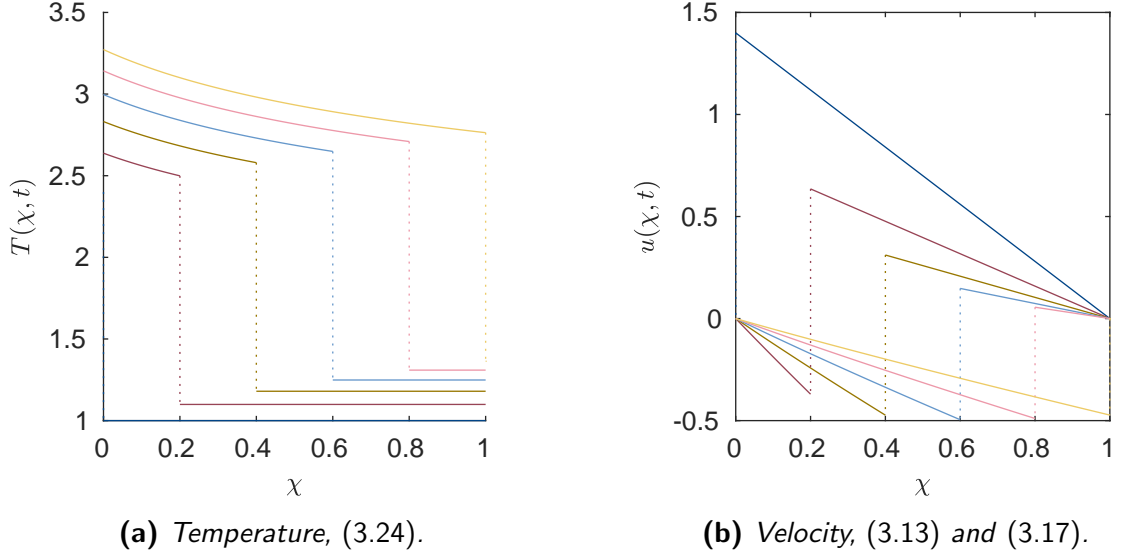 3.5
3
2.5
2
1.5
1
T(χ, t)
0 0.2 0.4 0.6 0.8 1
χ
(a) Temperature, (3.24).
1.5
1
0.5
0
-0.5
u(χ, t)
0 0.2 0.4 0.6 0.8 1
χ
(b) Velocity, (3.13) and (3.17).